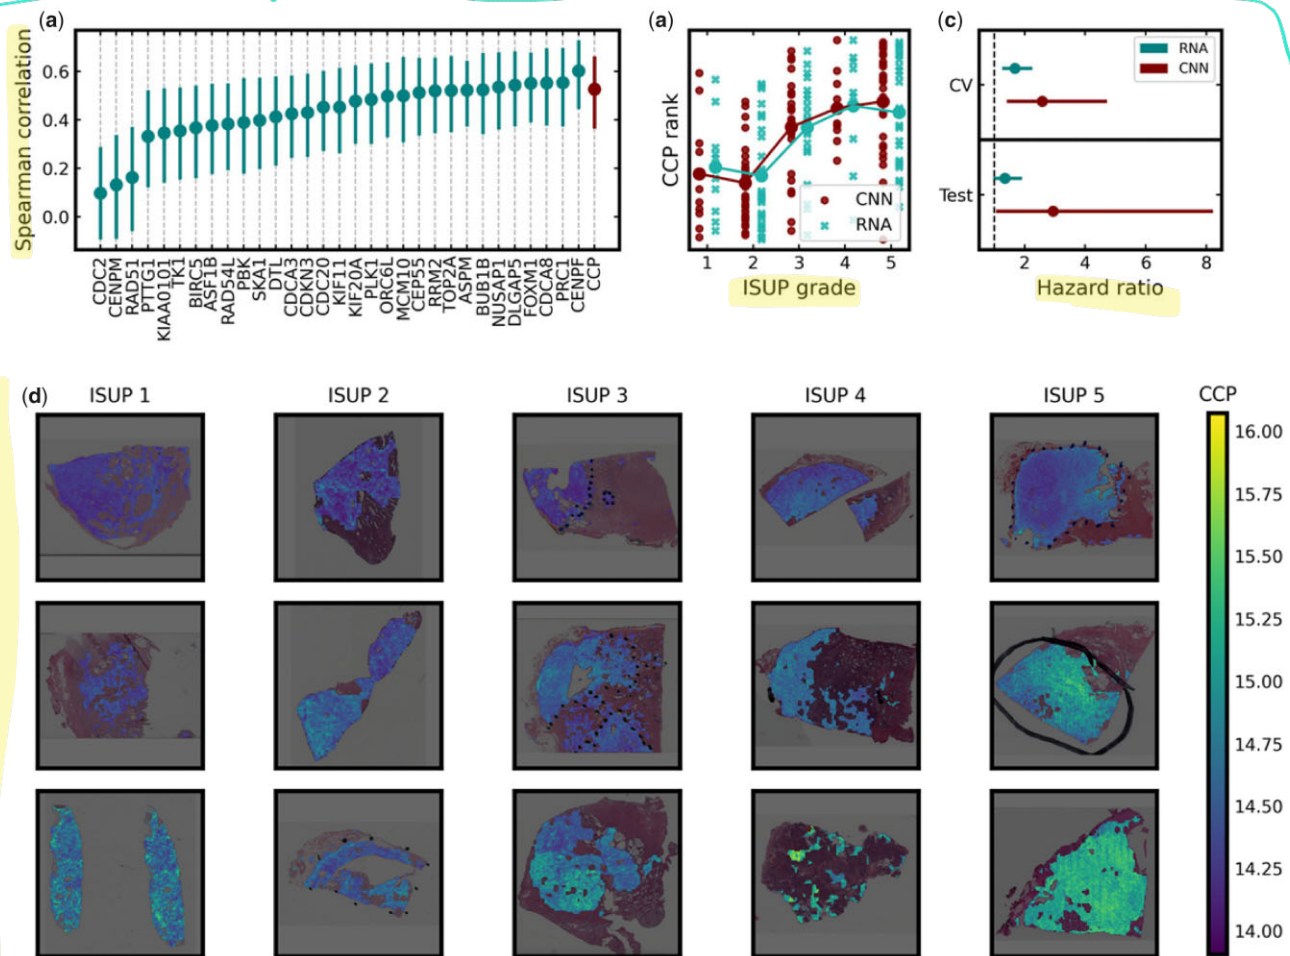 (a)
Spearman correlation
0.6
0.4
0.2
0.0
CDC2
CENPM
RAD51
PTTG1
KIAA0101
TK1
BIRC5
ASF1B
RAD54L
PBK
SKA1
DTL
CDCA3
CDKN3
CDC20
KIF11
KIF20A
PLK1
ORC6L
MCM10
CEP55
RRM2
TOP2A
ASPM
BUB1B
NUSAP1
DLGAP5
FOXM1
CDCA8
PRC1
CENPF
CCP
(a)
CCP rank
CNN
RNA
1 2 3 4 5
ISUP grade
(c)
RNA
CNN
CV
Test
2 4 6 8
Hazard ratio
(d)
ISUP 1 ISUP 2 ISUP 3 ISUP 4 ISUP 5
CCP
16.00
15.75
15.50
15.25
15.00
14.75
14.50
14.25
14.00